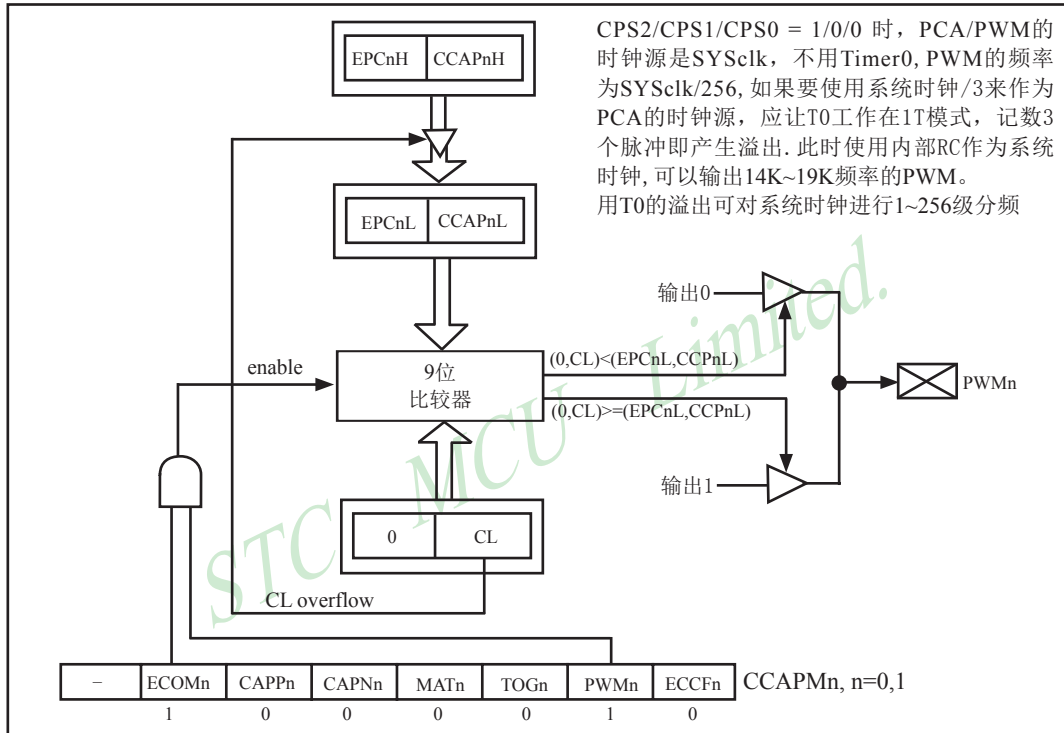 CPS2/CPS1/CPS0 = 1/0/0 时，PCA/PWM的
时钟源是SYSclk，不用Timer0, PWM的频率
为SYSclk/256, 如果要使用系统时钟/3来作为
PCA的时钟源，应让T0工作在1T模式，记数3
个脉冲即产生溢出. 此时使用内部RC作为系统
时钟, 可以输出14K~19K频率的PWM。
用T0的溢出可对系统时钟进行1~256级分频
EPCnH CCAPnH
EPCnL CCAPnL
输出0
(0,CL)<(EPCnL,CCPnL)
enable
9位
比较器
PWMn
(0,CL)>=(EPCnL,CCPnL)
输出1
0 CL
CL overflow
STC MCU Limited.
– ECOMn CAPPn CAPNn MATn TOGn PWMn ECCFn CCAPMn, n=0,1
1 0 0 0 0 1 0